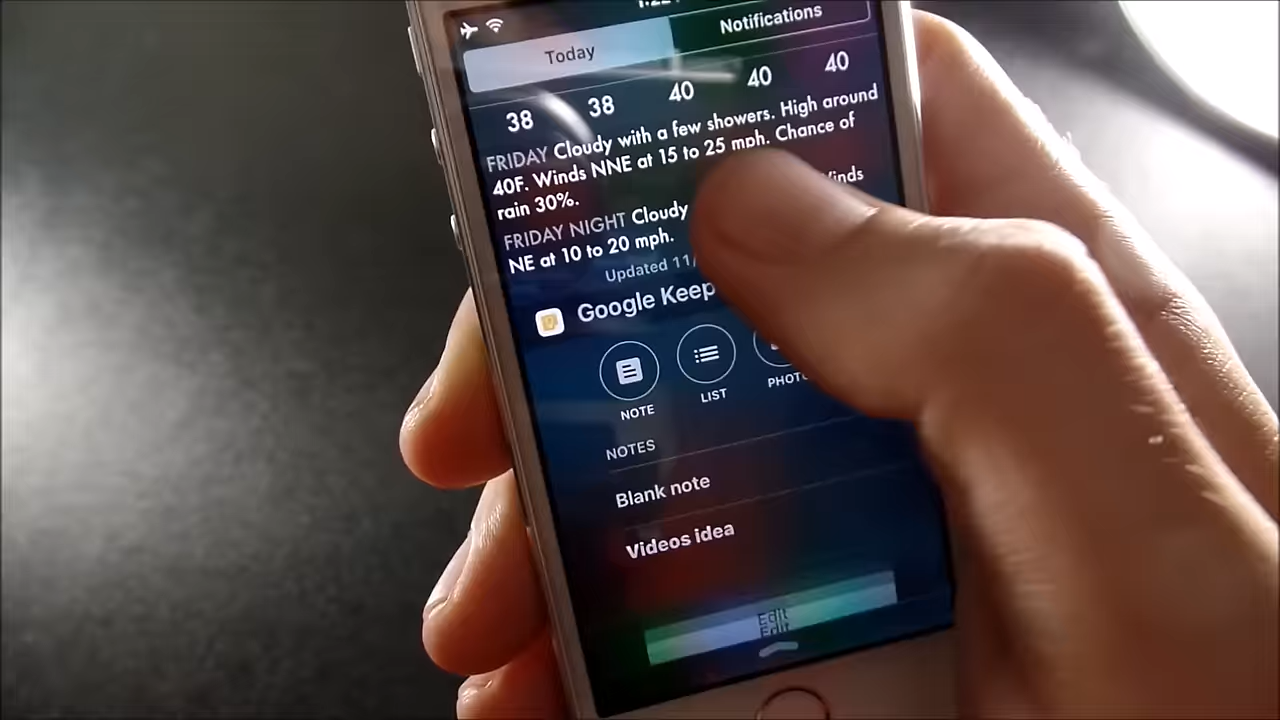 Today
Notifications
38 38 40 40 40
FRIDAY Cloudy with a few showers. High around
40F. Winds NNE at 15 to 25 mph. Chance of
rain 30%.
FRIDAY NIGHT Cloudy
NE at 10 to 20 mph.
Updated 11/
Google Keep
NOTE
LIST
NOTES
Blank note
Videos idea
Edit
Edit